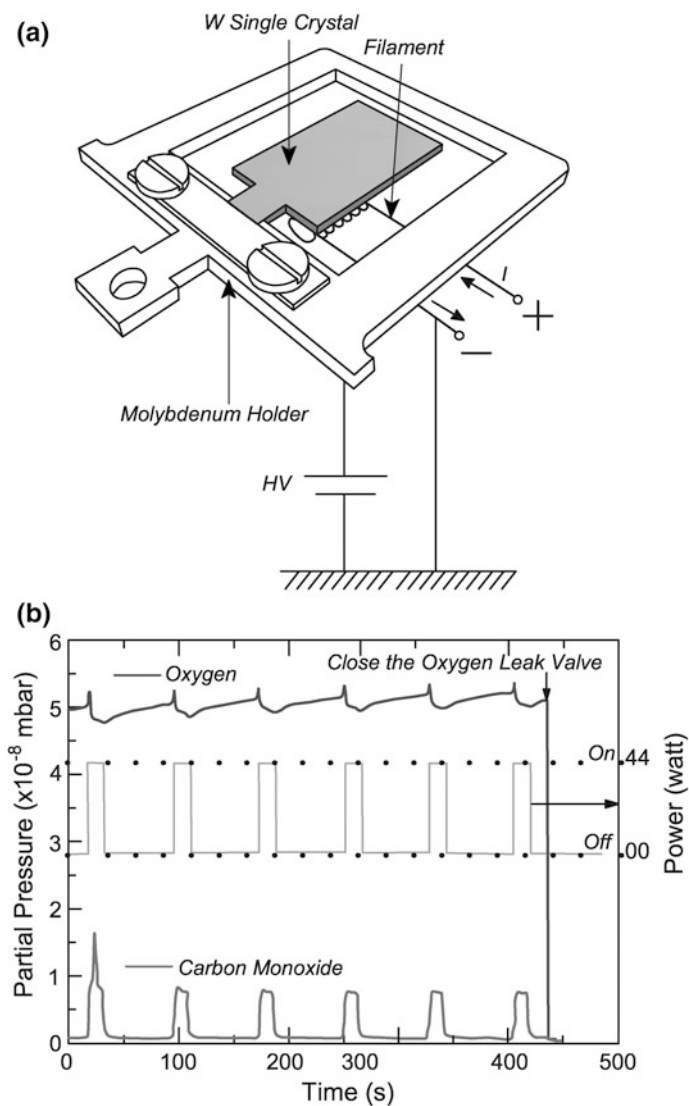 (a)
W Single Crystal
Filament
I
+
−
Molybdenum Holder
HV
(b)
6
5
4
3
2
1
0
Partial Pressure (x10⁻⁸ mbar)
Oxygen
Close the Oxygen Leak Valve
On
44
Off
00
Power (watt)
Carbon Monoxide
0 100 200 300 400 500
Time (s)